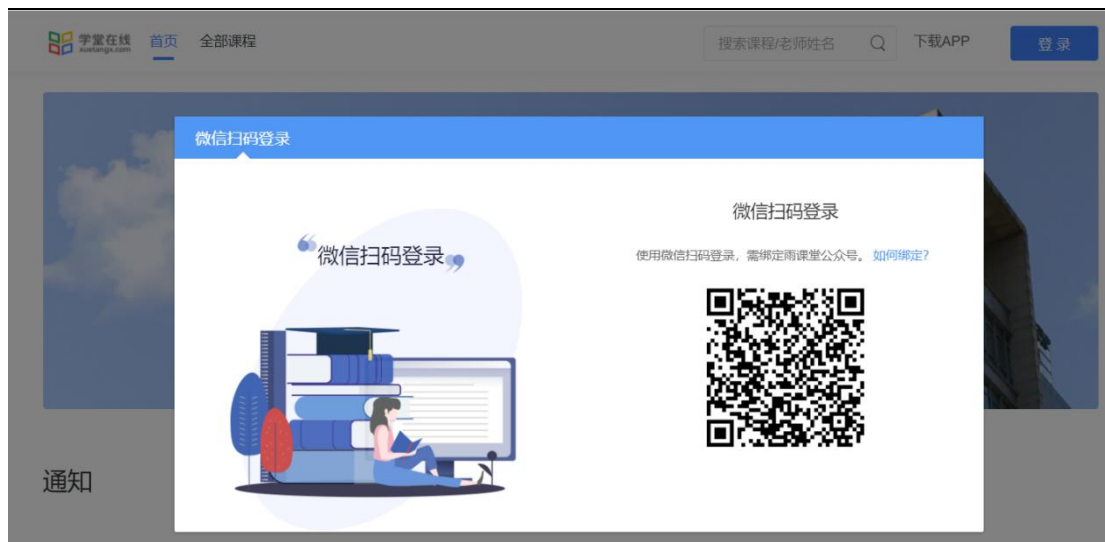 学堂在线
xuetangx.com
首页
全部课程
搜索课程/老师姓名
下载APP
登录
微信扫码登录
微信扫码登录
使用微信扫码登录，需绑定雨课堂公众号。如何绑定?
“微信扫码登录„
通知